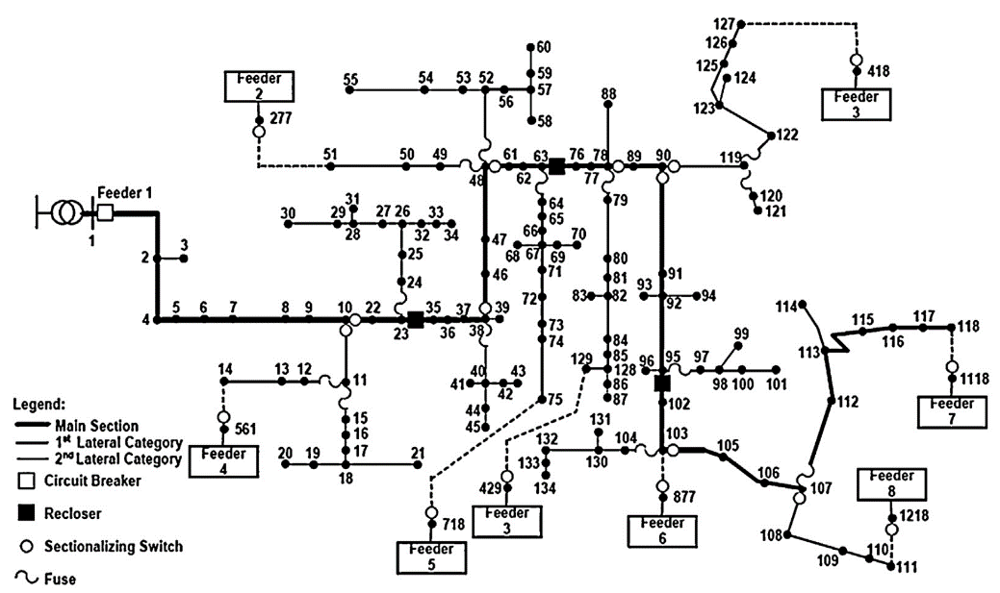 127
126
125
124
123
122
418
Feeder
3
60
59
55 54 53 52
56 57
58
88
Feeder
2
277
51 50 49
48
61 62 63 76 77 78 89 90
119
120
121
Feeder 1
1
2 3
31
30 29 28 27 26 33
32 34
25
24
47
46
64
65
66
67
68 69 70
71
72
73
74
75
79
80
81
83 82
84
85
129 128
86
87
91
93 92 94
4 5 6 7 8 9 10 22 23 35 36 37 38 39
14 13 12 11
561
Feeder
4
15
16
17
20 19 18 21
40
41 42 43
44
45
96 95 97 98 99 100 101
102
103
131
132 130 104
133
134
105
106
107
114
113
115 116 117 118
112
1118
Feeder
7
108
109 110 111
Feeder
8
1218
877
Feeder
6
429
Feeder
3
718
Feeder
5
Legend:
Main Section
1st Lateral Category
2nd Lateral Category
Circuit Breaker
Recloser
Sectionalizing Switch
Fuse